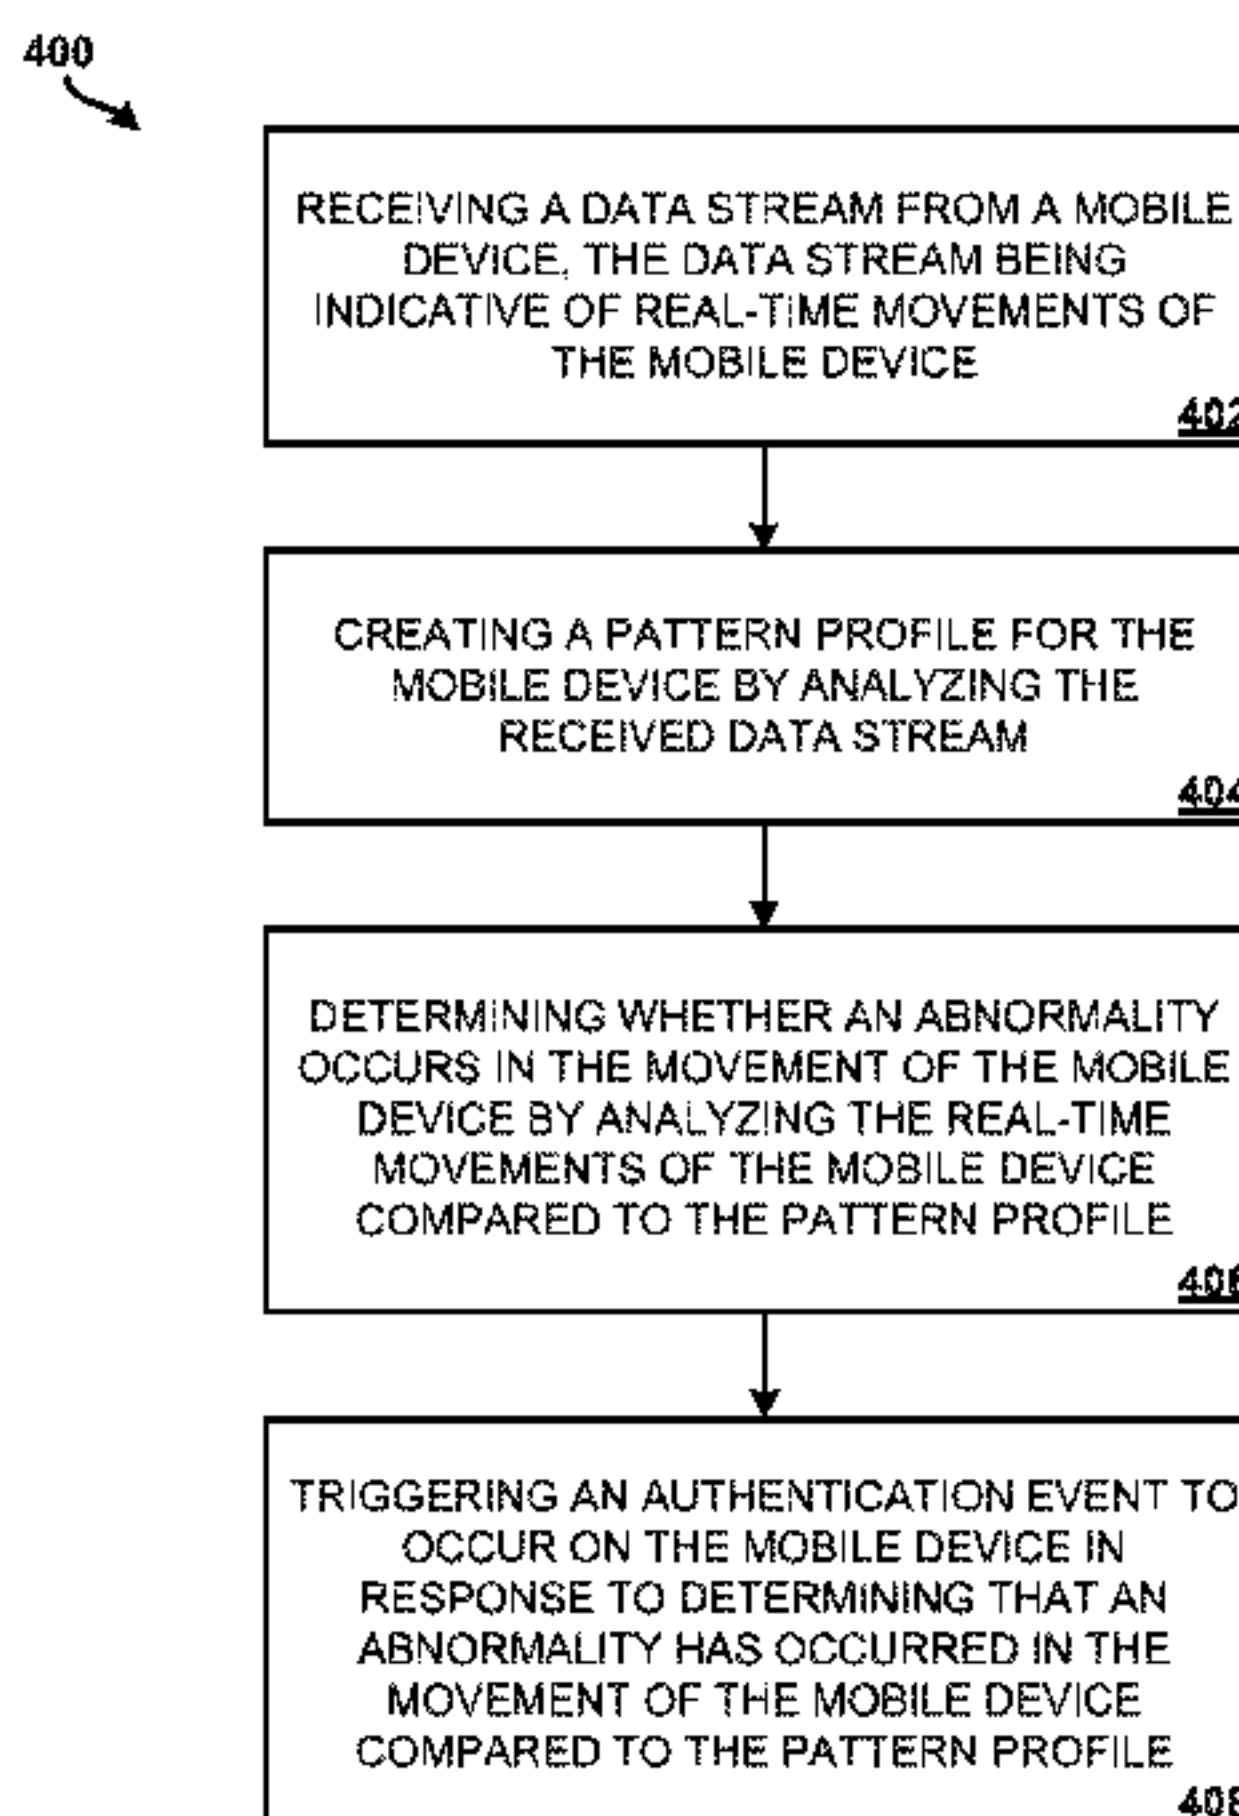 400
RECEIVING A DATA STREAM FROM A MOBILE
DEVICE, THE DATA STREAM BEING
INDICATIVE OF REAL-TIME MOVEMENTS OF
THE MOBILE DEVICE
402
CREATING A PATTERN PROFILE FOR THE
MOBILE DEVICE BY ANALYZING THE
RECEIVED DATA STREAM
404
DETERMINING WHETHER AN ABNORMALITY
OCCURS IN THE MOVEMENT OF THE MOBILE
DEVICE BY ANALYZING THE REAL-TIME
MOVEMENTS OF THE MOBILE DEVICE
COMPARED TO THE PATTERN PROFILE
406
TRIGGERING AN AUTHENTICATION EVENT TO
OCCUR ON THE MOBILE DEVICE IN
RESPONSE TO DETERMINING THAT AN
ABNORMALITY HAS OCCURRED IN THE
MOVEMENT OF THE MOBILE DEVICE
COMPARED TO THE PATTERN PROFILE
408